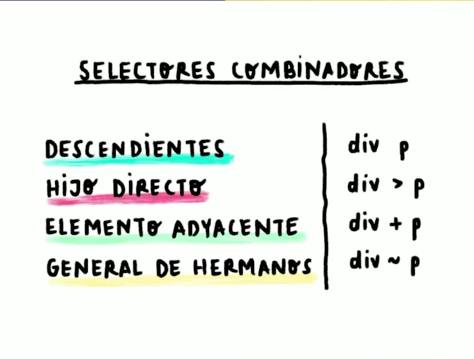 SELECTORES COMBINADORES
DESCENDIENTES div p
HIJO DIRECTO div > p
ELEMENTO ADYACENTE div + p
GENERAL DE HERMANOS div ~ p